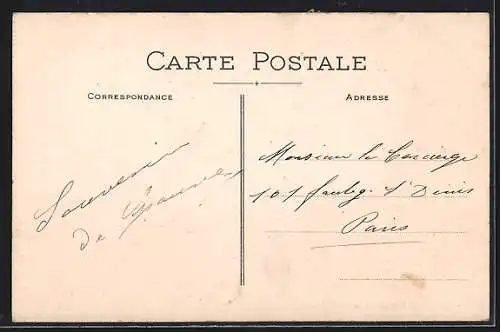 CARTE POSTALE
CORRESPONDANCE
ADRESSE
Souvenir
de
Monsieur le Concierge
101 faubg. St Denis
Paris